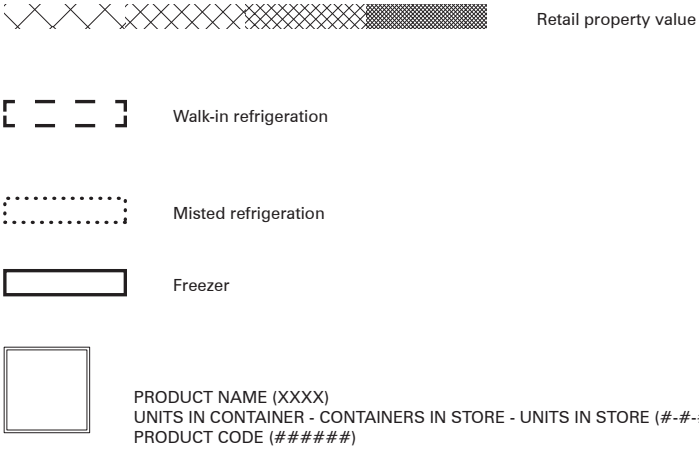 Retail property value
Walk-in refrigeration
Misted refrigeration
Freezer
PRODUCT NAME (XXXX)
UNITS IN CONTAINER - CONTAINERS IN STORE - UNITS IN STORE (#-#-
PRODUCT CODE (######)